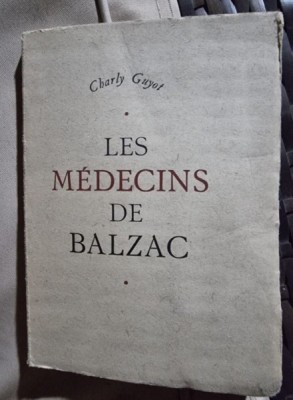 Charly Guyot
LES
MÉDECINS
DE
BALZAC